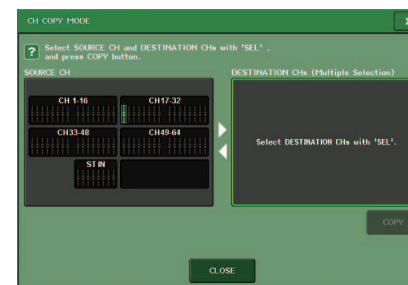 CH COPY MODE
Select SOURCE CH and DESTINATION CHs with 'SEL' ,
and press COPY button.
SOURCE CH
DESTINATION CHs (Multiple Selection)
CH 1-16
CH17-32
CH33-48
CH49-64
ST IN
Select DESTINATION CHs with 'SEL'.
COPY
CLOSE